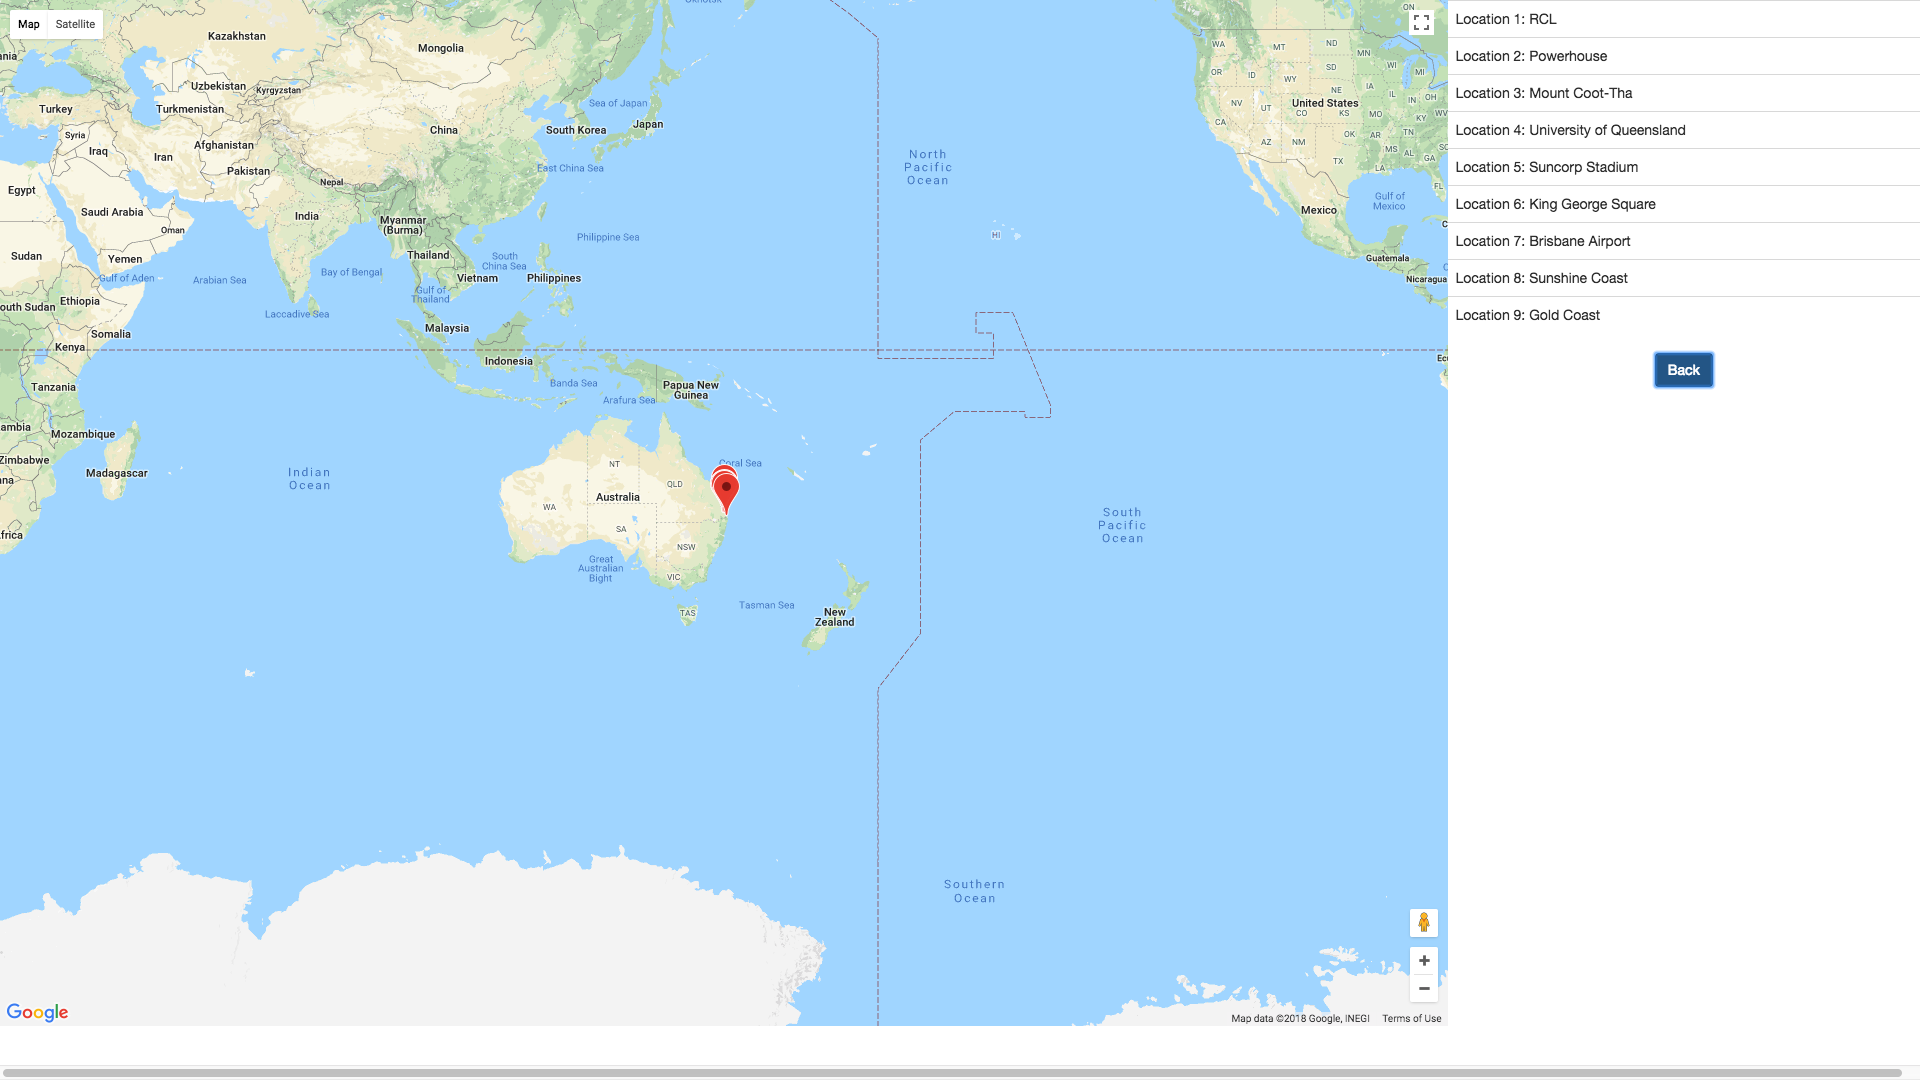 Map
Satellite
Okhotsk
Kazakhstan
Mongolia
Uzbekistan
Kyrgyzstan
Turkey
Turkmenistan
Sea of Japan
Japan
South Korea
China
Syria
Iraq
Iran
Afghanistan
Pakistan
Nepal
East China Sea
Egypt
Saudi Arabia
Oman
India
Myanmar
(Burma)
Sudan
Yemen
Gulf of Aden
Arabian Sea
Bay of Bengal
Thailand
Vietnam
South
China Sea
Philippine Sea
Philippines
Gulf of
Thailand
Laccadive Sea
Ethiopia
outh Sudan
Somalia
Kenya
Malaysia
Indonesia
Tanzania
Banda Sea
Arafura Sea
Papua New
Guinea
ambia
Mozambique
Zimbabwe
Madagascar
ana
frica
Indian
Ocean
Coral Sea
NT
QLD
Australia
WA
SA
NSW
VIC
TAS
Great
Australian
Bight
Tasman Sea
New
Zealand
North
Pacific
Ocean
HI
South
Pacific
Ocean
Southern
Ocean
ON
WA
MT
ND
MN
OR
ID
WY
SD
WI
MI
NE
IA
NV
UT
United States
CO
KS
MO
IL
IN
OH
KY
WV
CA
AZ
NM
OK
AR
TN
MS
AL
GA
SC
TX
LA
FL
Gulf of
Mexico
Mexico
Guatemala
Nicaragua
Ecu
Google
Map data ©2018 Google, INEGI
Terms of Use
Location 1: RCL
Location 2: Powerhouse
Location 3: Mount Coot-Tha
Location 4: University of Queensland
Location 5: Suncorp Stadium
Location 6: King George Square
Location 7: Brisbane Airport
Location 8: Sunshine Coast
Location 9: Gold Coast
Back